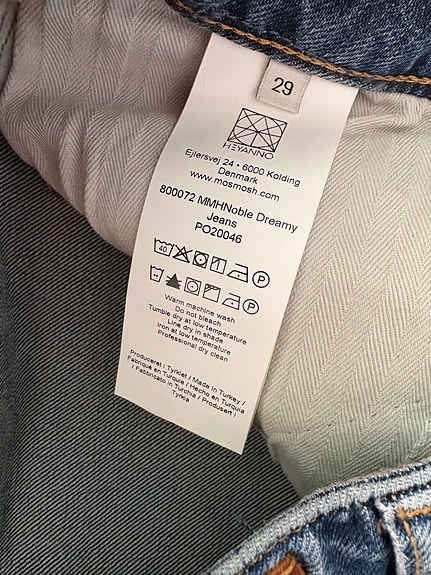 29
HEYANNO
Ejlersvej 24 • 6000 Kolding
Denmark
www.mosmosh.com
800072 MMHNoble Dreamy
Jeans
PO20046
40
P
P
Warm machine wash
Do not bleach
Tumble dry at low temperature
Line dry in shade
Iron at low temperature
Professional dry clean
Produceret i Tyrkiet / Made in Turkey /
Fabriqué en Turquie / Hecho en Turquia
/ Fabbricato in Turchia / Produsert i
Tyrkia